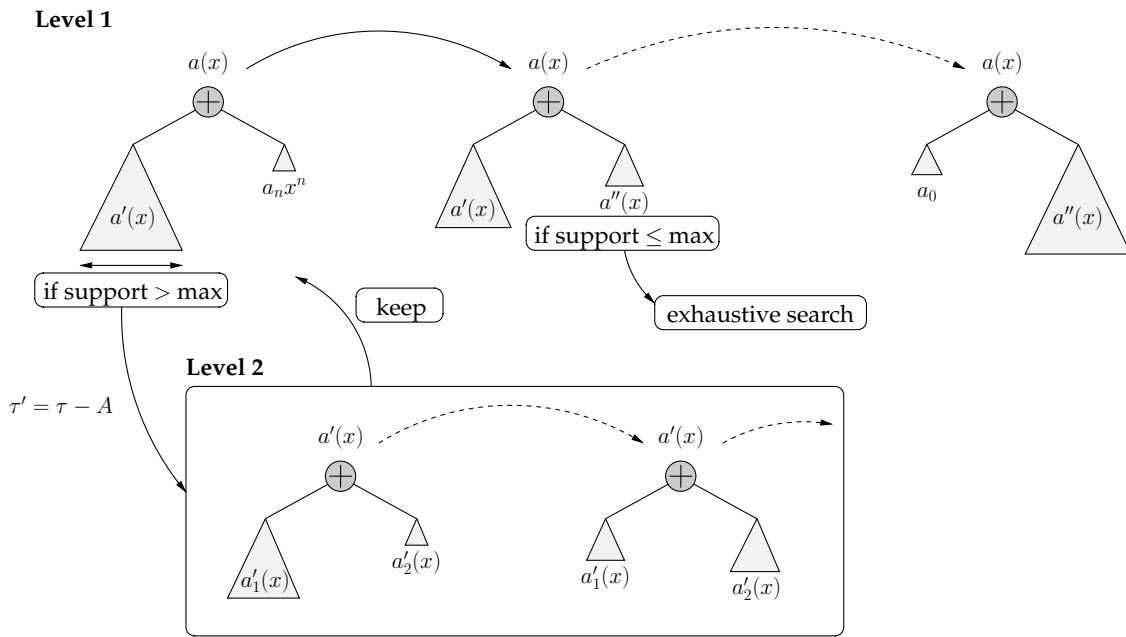 Level 1
a(x)
a(x)
a(x)
a_n x^n
a'(x)
a'(x)
a''(x)
a_0
a''(x)
if support > max
if support ≤ max
keep
exhaustive search
Level 2
τ' = τ − A
a'(x)
a'(x)
a'_1(x)
a'_2(x)
a'_1(x)
a'_2(x)